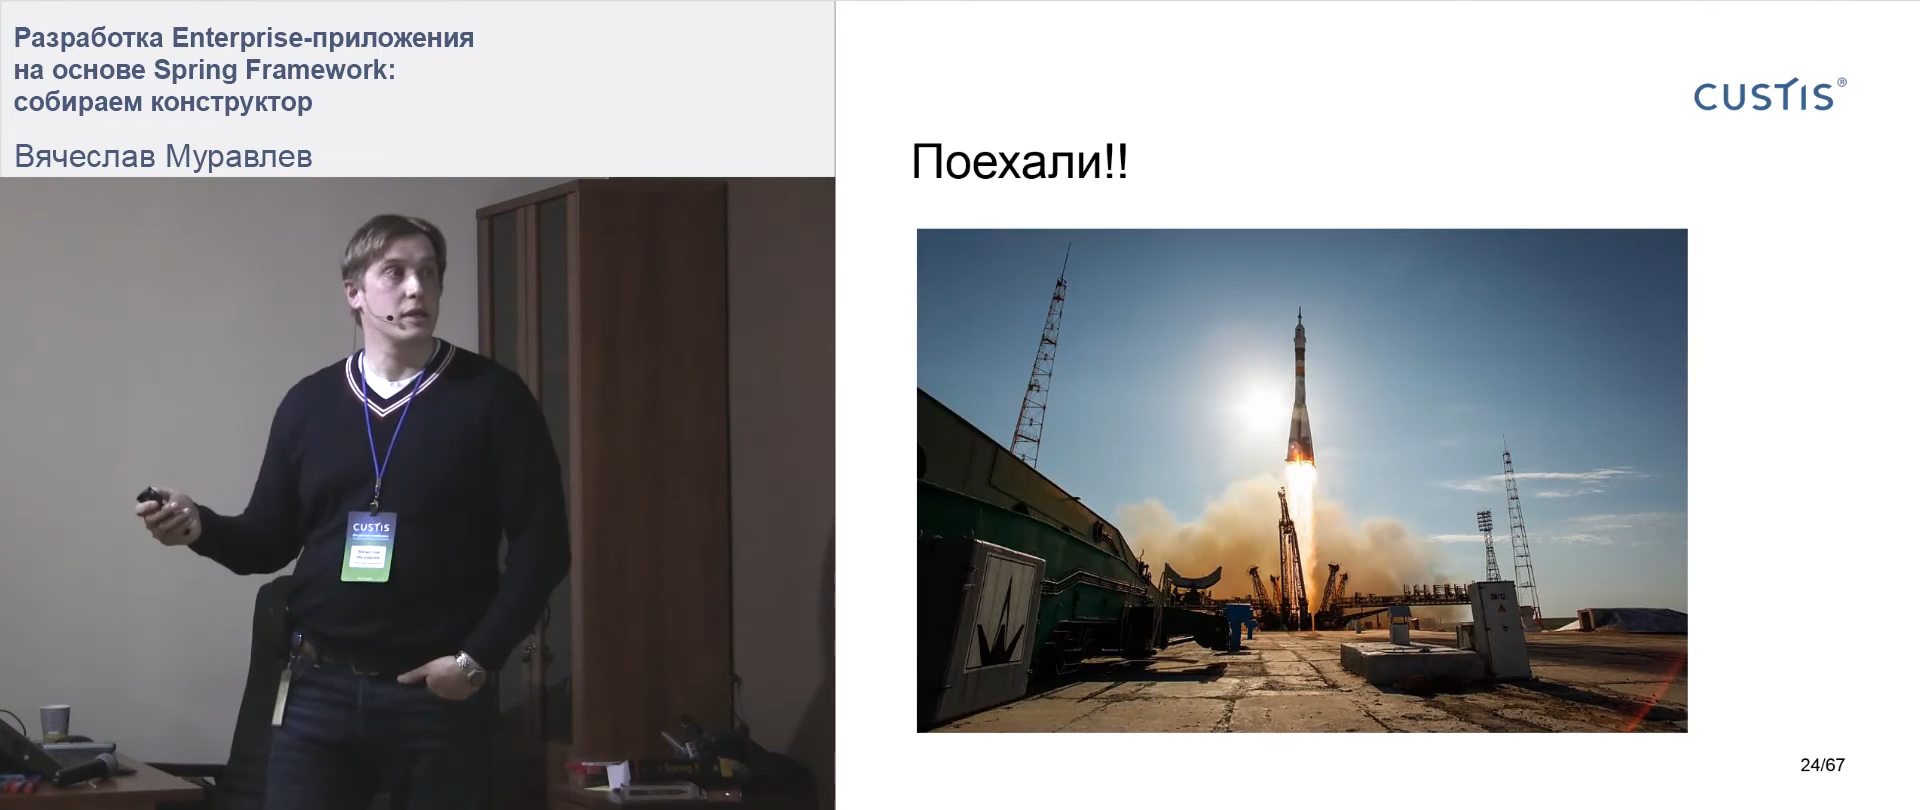 Разработка Enterprise-приложения
на основе Spring Framework:
собираем конструктор
Вячеслав Муравлев
CUSTIS
CUSTIS®
Поехали!!
24/67